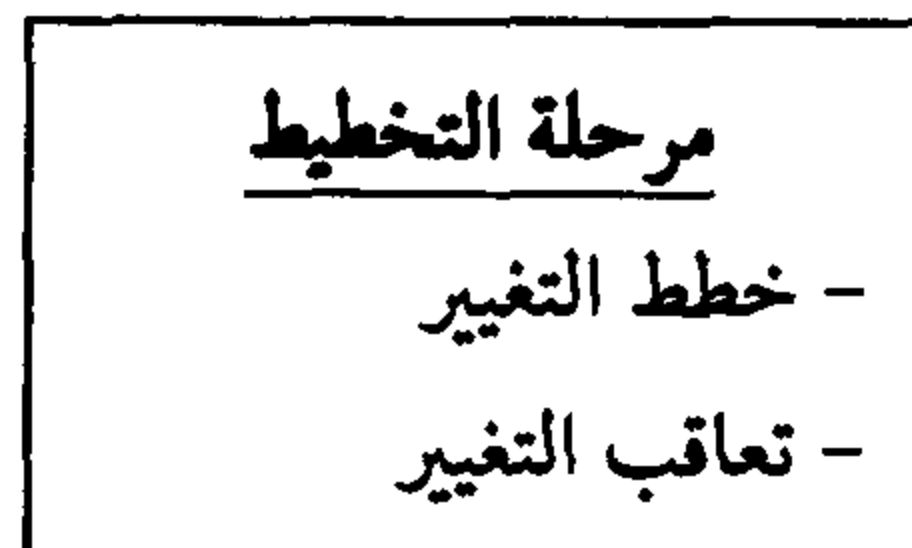 مرحلة التخطيط
- خطط التغيير
- تعاقب التغيير